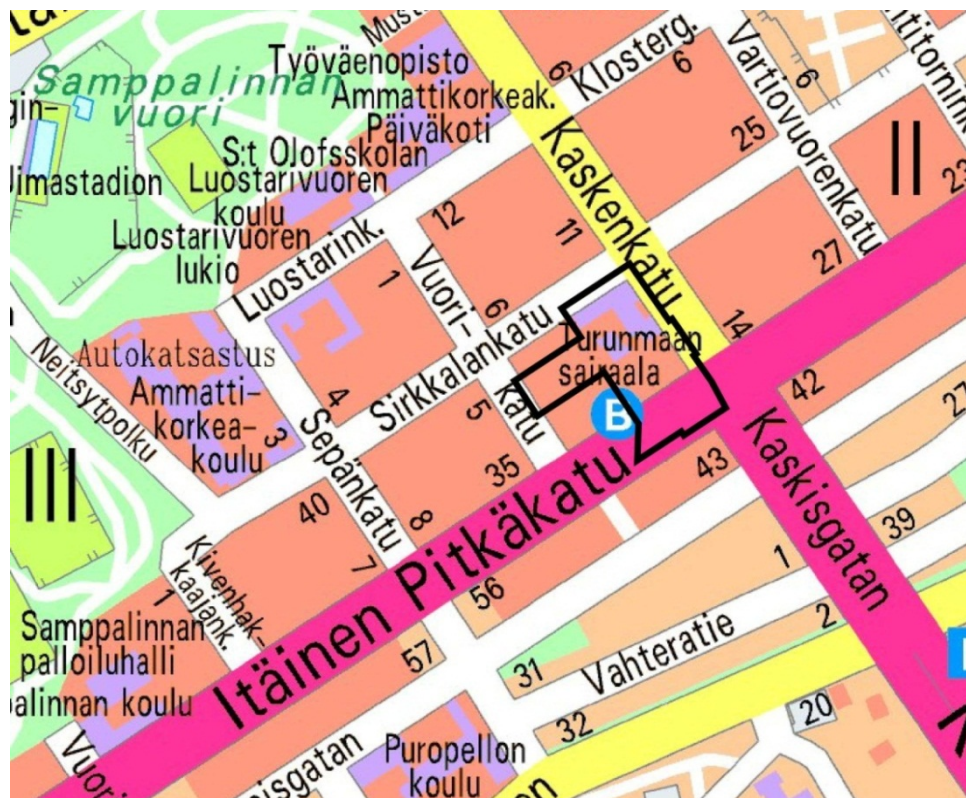 Samppalinnan
vuori
Työväenopisto
Ammattikorkeak.
Päiväkoti
S:t Olofsskolan
Luostarivuoren
koulu
Luostarivuoren
lukio
Klosterg.
6
6
Kaskenkatu
25
Vartiovuorenkatu
6
II
23
27
14
12
11
6
Vuori-
katu
Luostarink.
1
4
Sirkkalankatu
Turunmaan
sairaala
B
5
35
8
Autokatsastus
Ammatti-
korkea-
koulu
3
Neitsytpolku
Sepänkatu
III
40
7
Kivenhak-
kaajank.
1
Itäinen Pitkäkatu
42
43
27
Kaskisgatan
39
1
2
56
57
31
32
Vahteratie
20
Samppalinnan
palloiluhalli
Puropellon
koulu